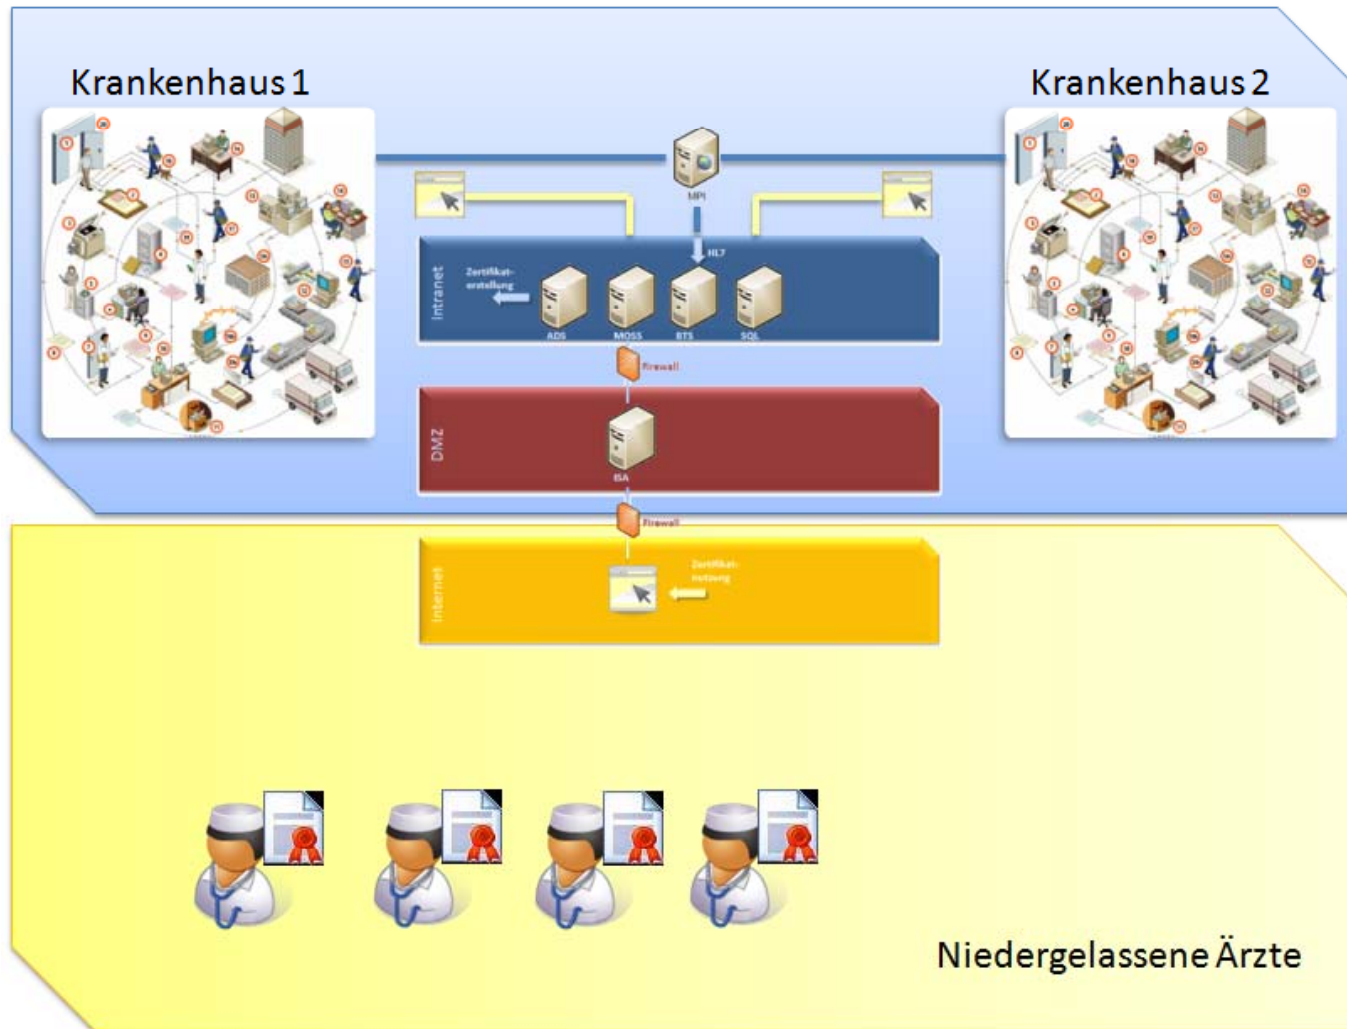 Krankenhaus 1
Krankenhaus 2
MPI
HL7
Intranet
Zertifikat-
erstellung
ADS
MOSS
BTS
SQL
Firewall
DMZ
ISA
Firewall
Internet
Zertifikat-
nutzung
Niedergelassene Ärzte